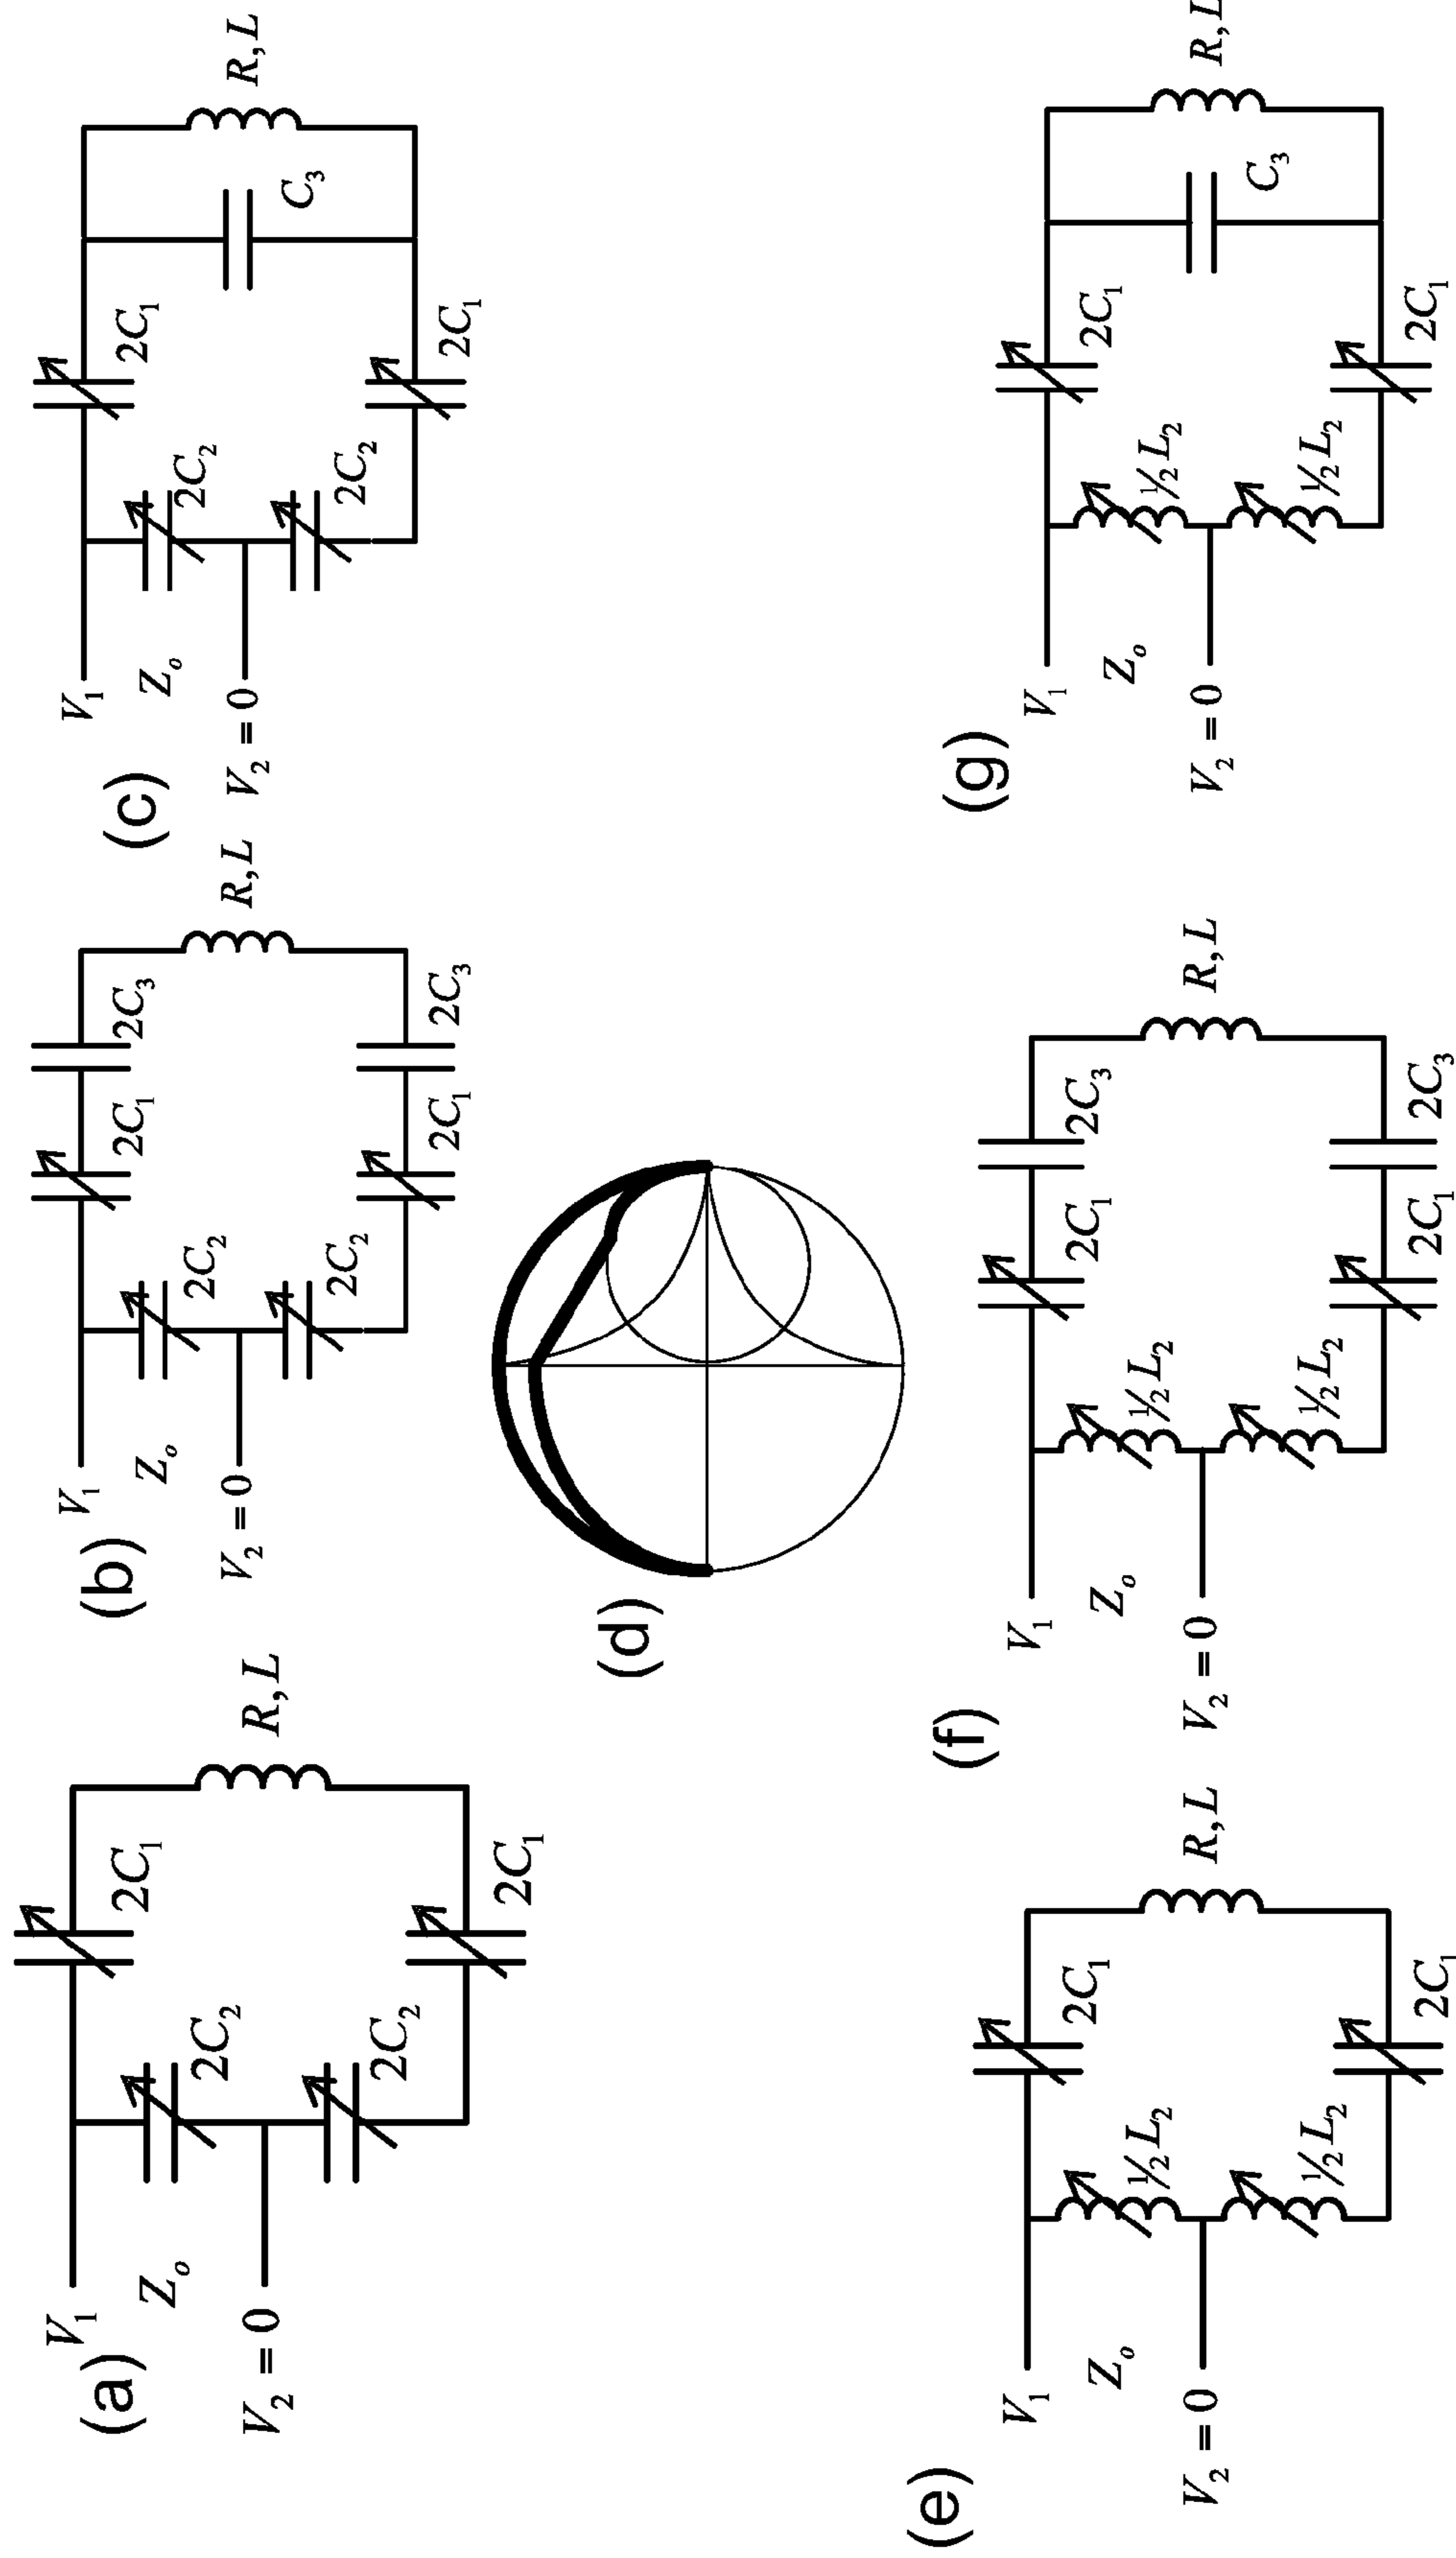 (a)
V₁
Zₒ
V₂ = 0
2C₂
2C₂
2C₁
2C₁
R, L
(b)
V₁
Zₒ
V₂ = 0
2C₂
2C₂
2C₁
2C₃
2C₁
2C₃
R, L
(c)
V₁
Zₒ
V₂ = 0
2C₂
2C₂
2C₁
2C₁
C₃
R, L
(d)
(e)
V₁
Zₒ
V₂ = 0
½L₂
½L₂
2C₁
2C₁
R, L
(f)
V₁
Zₒ
V₂ = 0
½L₂
½L₂
2C₁
2C₃
2C₁
2C₃
R, L
(g)
V₁
Zₒ
V₂ = 0
½L₂
½L₂
2C₁
2C₁
C₃
R, L